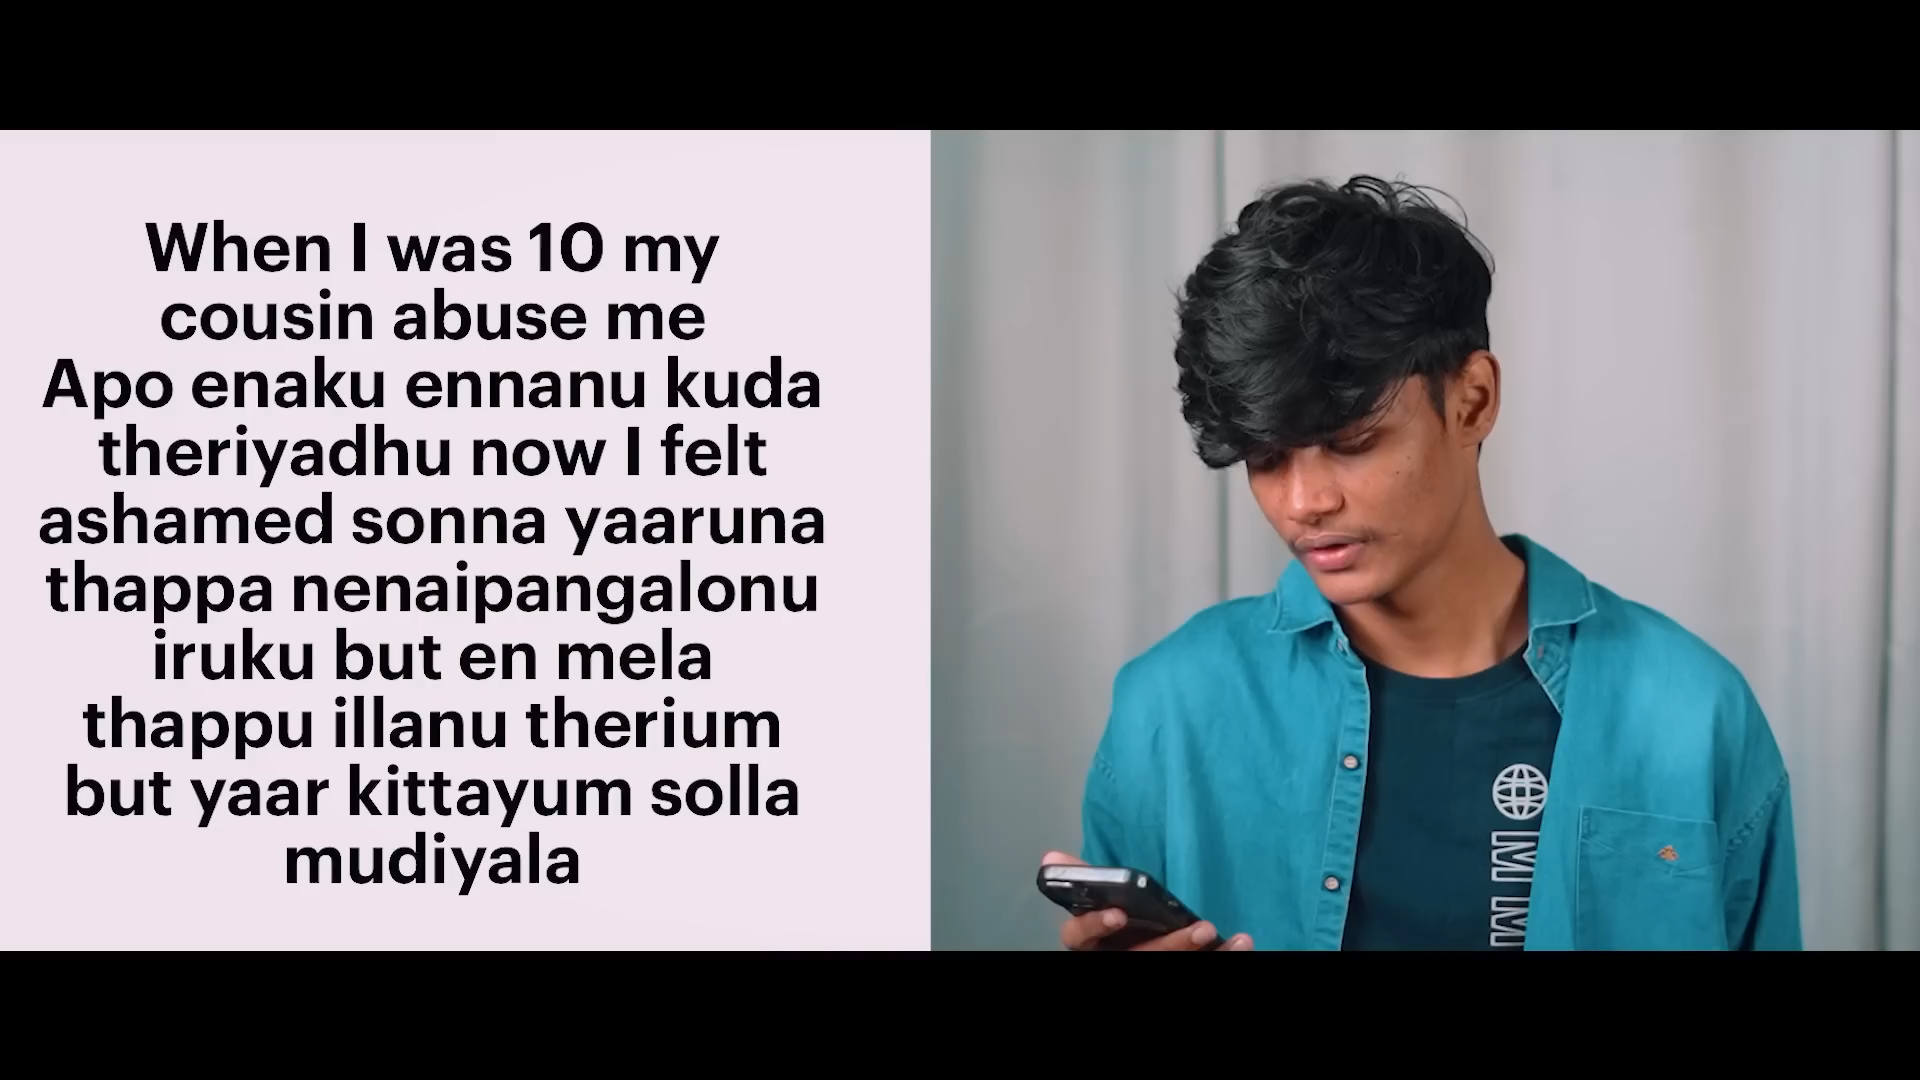 When I was 10 my
cousin abuse me
Apo enaku ennanu kuda
theriyadhu now I felt
ashamed sonna yaaruna
thappa nenaipangalonu
iruku but en mela
thappu illanu therium
but yaar kittayum solla
mudiyala